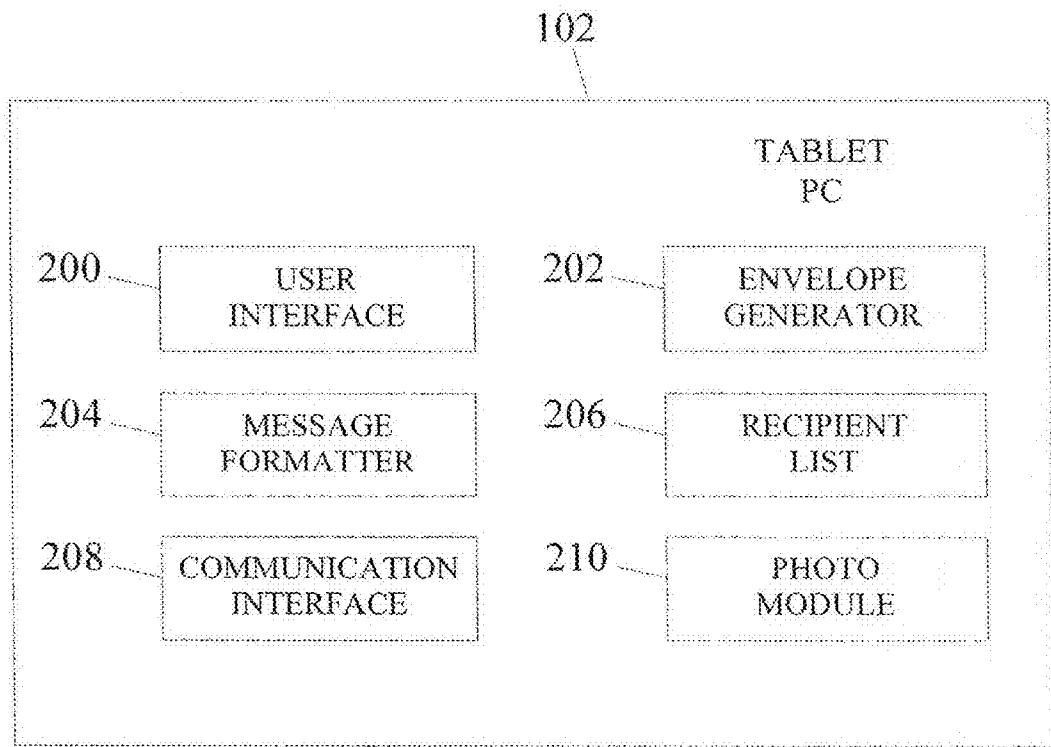 102
TABLET
PC
200
USER
INTERFACE
202
ENVELOPE
GENERATOR
204
MESSAGE
FORMATTER
206
RECIPIENT
LIST
208
COMMUNICATION
INTERFACE
210
PHOTO
MODULE